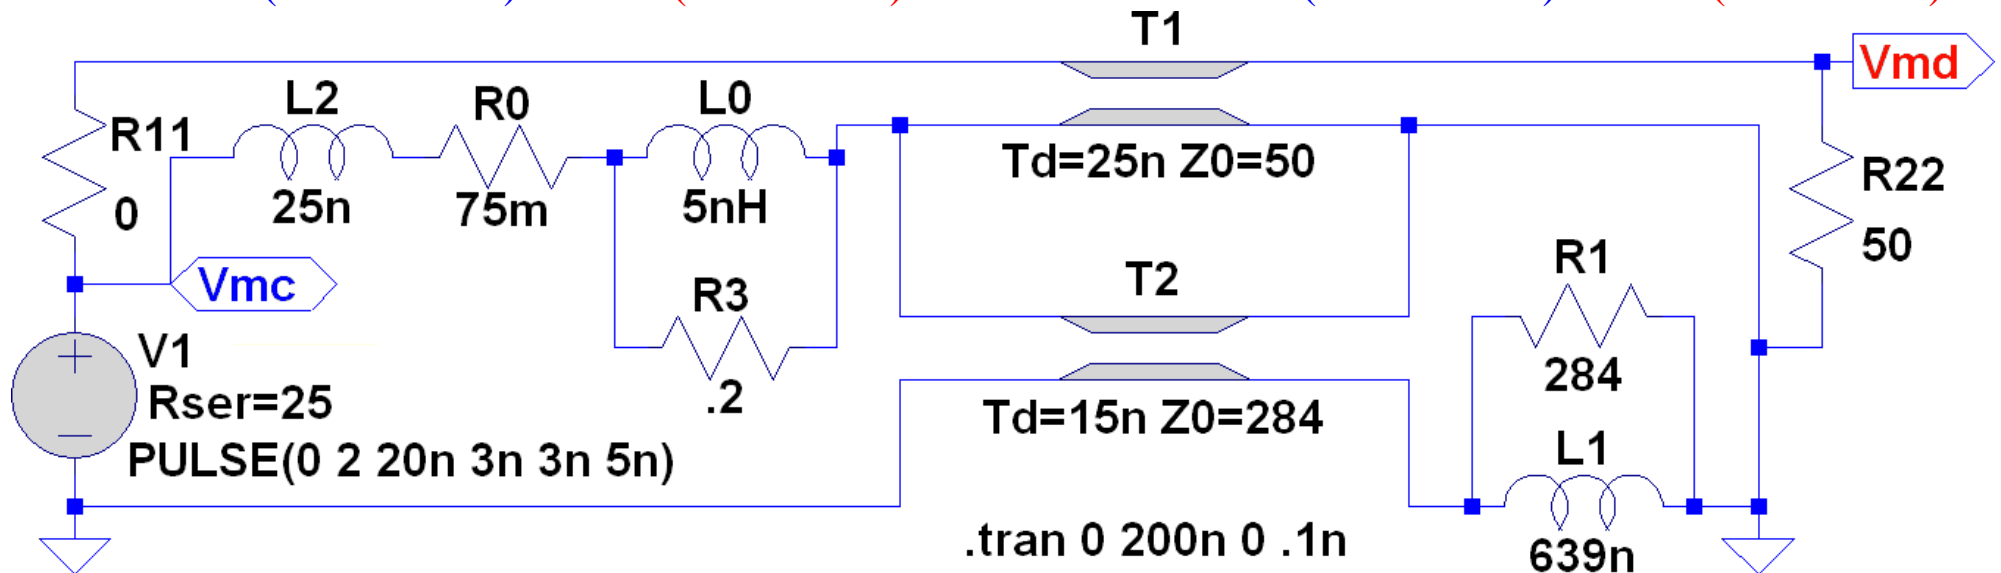 T1
Vmd
L2
R0
L0
R11
0
25n
75m
5nH
Td=25n Z0=50
R22
50
Vmc
R3
T2
R1
V1
Rser=25
PULSE(0 2 20n 3n 3n 5n)
.2
284
Td=15n Z0=284
L1
.tran 0 200n 0 .1n
639n